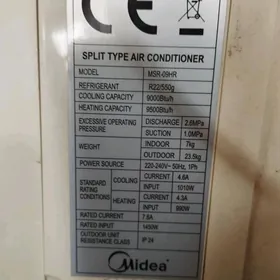 CE
SPLIT TYPE AIR CONDITIONER
MODEL MSR-09HR
REFRIGERANT R22/550g
COOLING CAPACITY 9000Btu/h
HEATING CAPACITY 9500Btu/h
EXCESSIVE OPERATING PRESSURE DISCHARGE 2.6MPa
SUCTION 1.0MPa
WEIGHT INDOOR 7kg
OUTDOOR 23.5kg
POWER SOURCE 220-240V~ 50Hz, 1Ph
STANDARD RATING CONDITIONS COOLING CURRENT 4.6A
INPUT 1010W
HEATING CURRENT 4.3A
INPUT 990W
RATED CURRENT 7.8A
RATED INPUT 1450W
OUTDOOR UNIT RESISTANCE CLASS IP 24
Midea